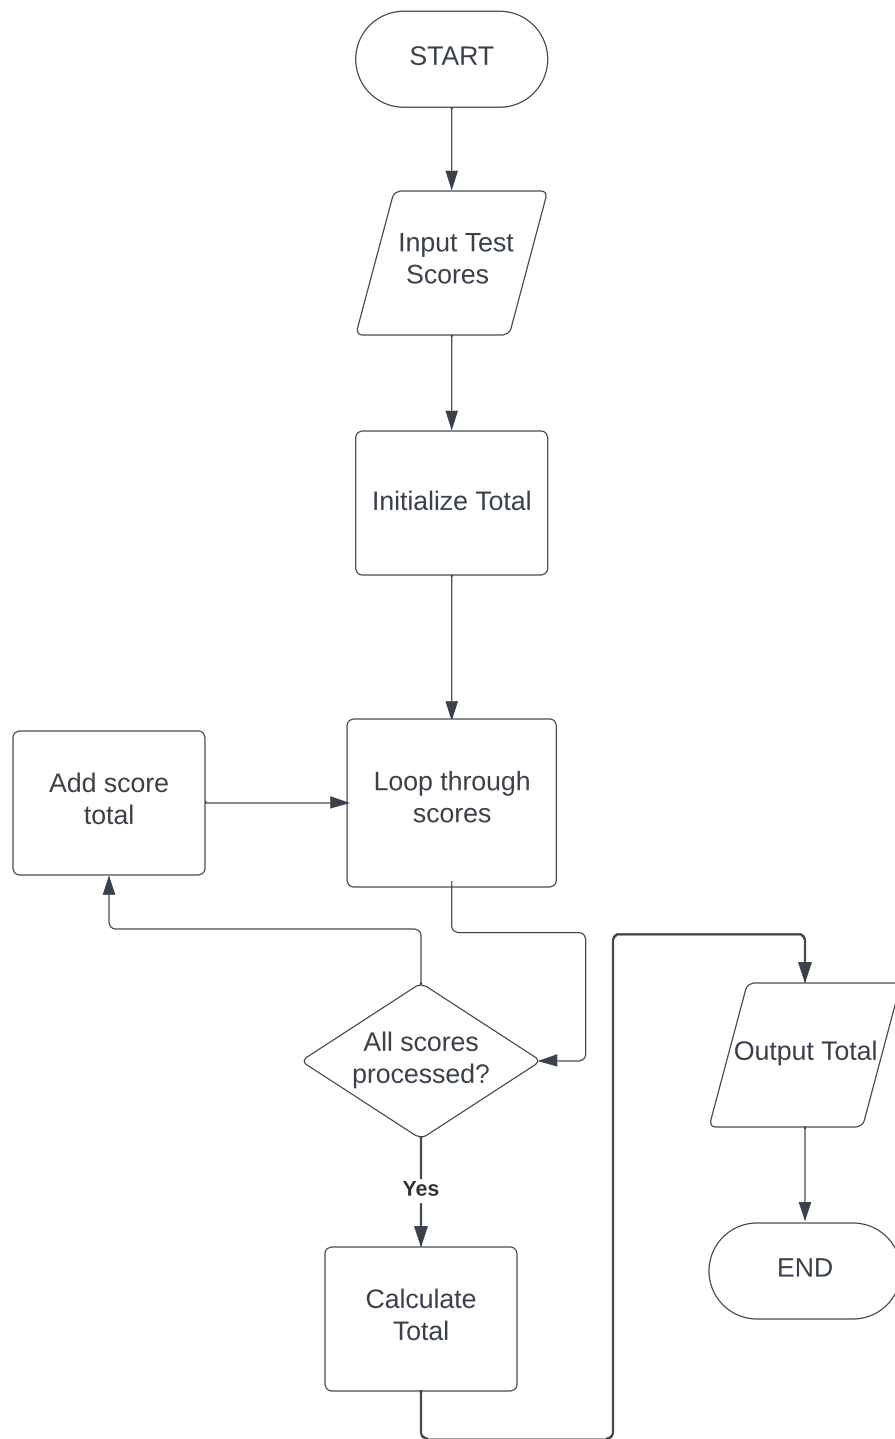 START
Input Test
Scores
Initialize Total
Add score
total
Loop through
scores
All scores
processed?
Output Total
Yes
END
Calculate
Total